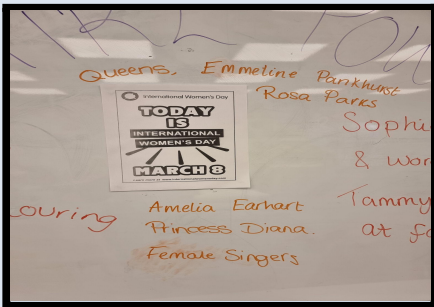 Queens, Emmeline Pankhurst
Rosa Parks
International Women's Day
TODAY
IS
INTERNATIONAL
WOMEN'S DAY
MARCH 8
Sophi
& wor
Tammy
at fa
ouring
Amelia Earhart
Princess Diana.
Female Singers